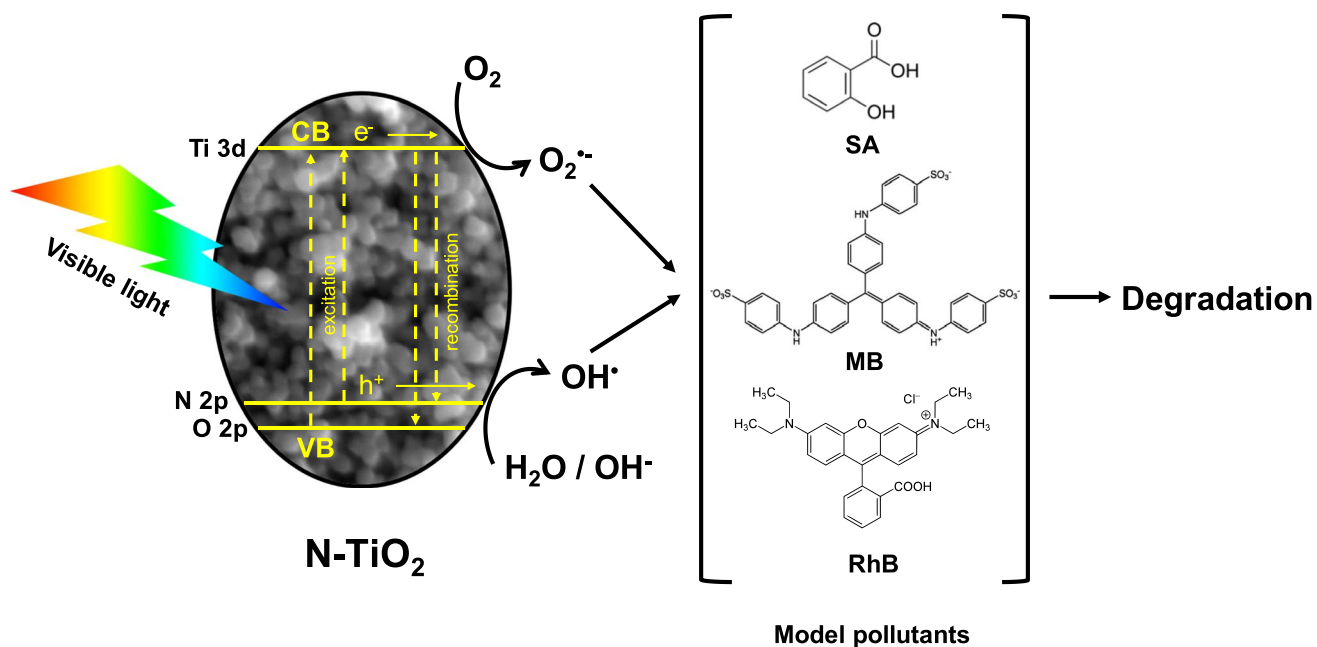 O₂
CB e⁻
Ti 3d
O₂•⁻
Visible light
excitation
recombination
h⁺
N 2p
O 2p
VB
OH•
H₂O / OH⁻
N-TiO₂
O
OH
OH
SA
SO₃⁻
HN
⁻O₃S
SO₃⁻
N
H
N
H⁺
MB
Cl⁻
CH₃
H₃C
CH₃
H₃C
N
O
N
+
CH₃
COOH
RhB
Model pollutants
Degradation